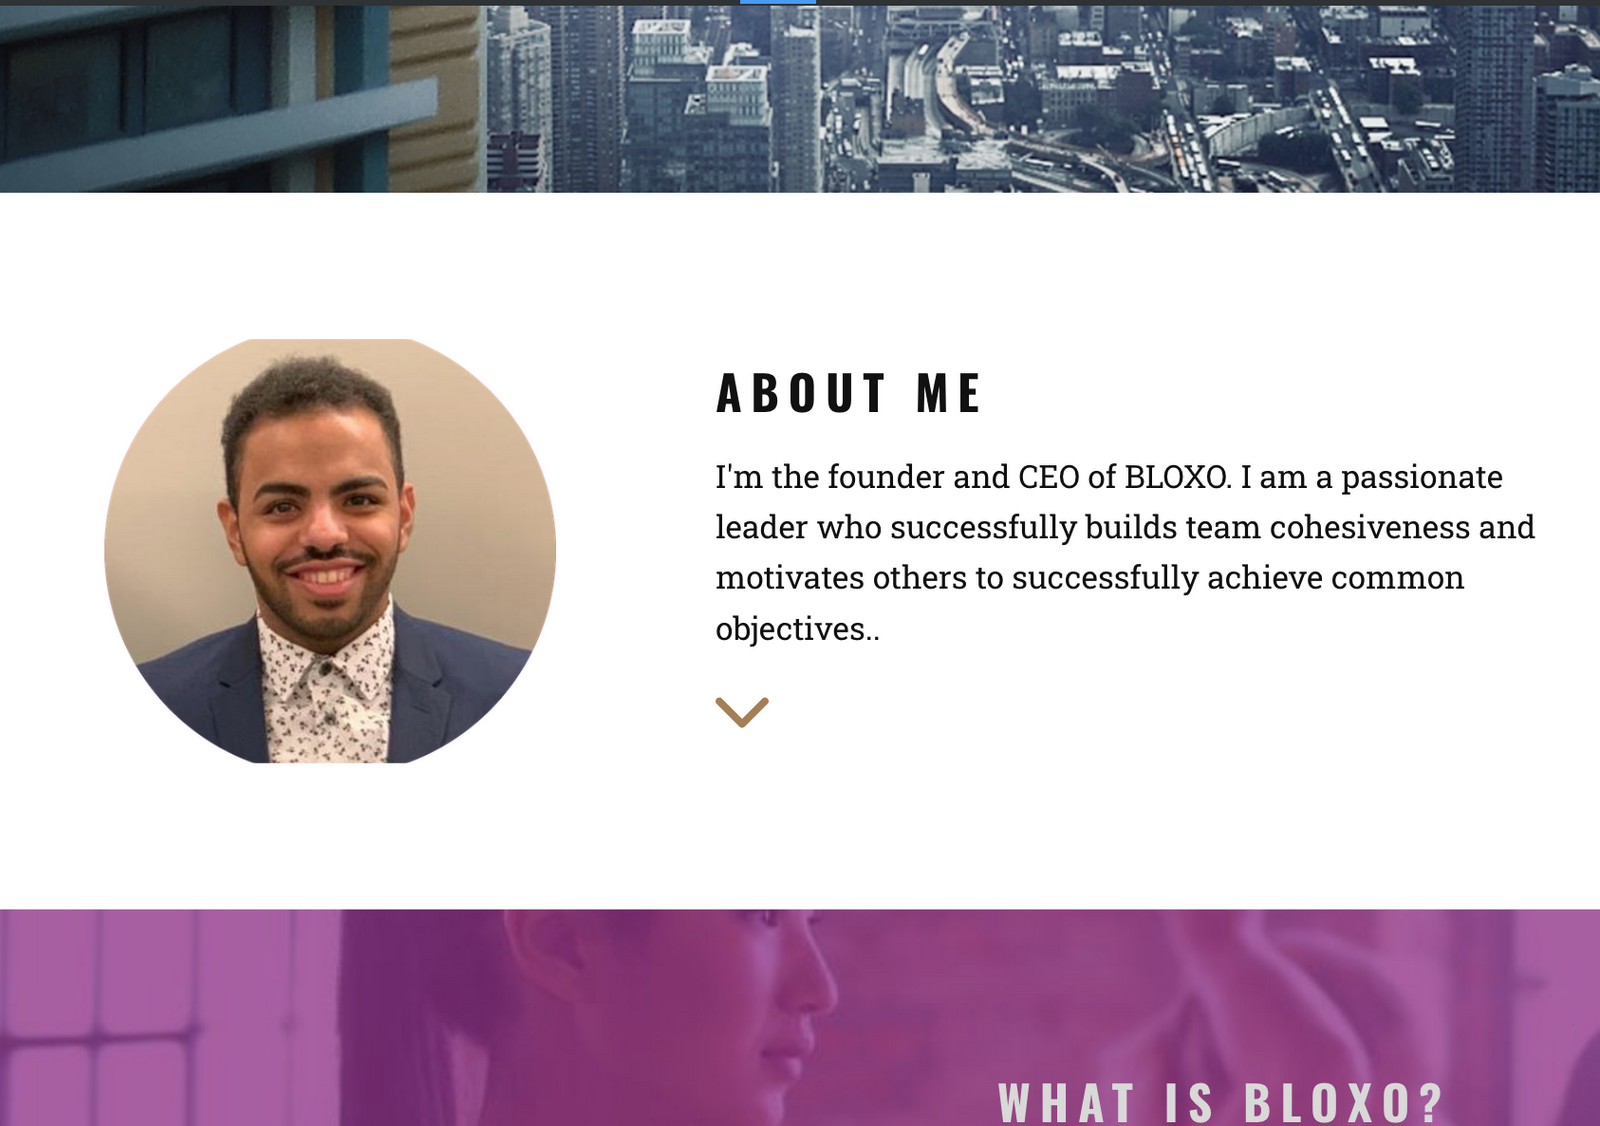 ABOUT ME
I'm the founder and CEO of BLOXO. I am a passionate
leader who successfully builds team cohesiveness and
motivates others to successfully achieve common
objectives..
WHAT IS BLOXO?